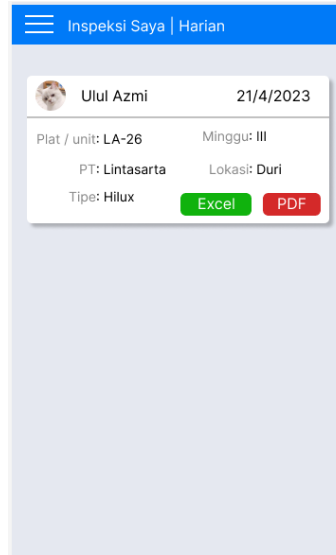 Inspeksi Saya | Harian
Ulul Azmi 21/4/2023
Plat / unit: LA-26 Minggu: III
PT: Lintasarta Lokasi: Duri
Tipe: Hilux Excel PDF